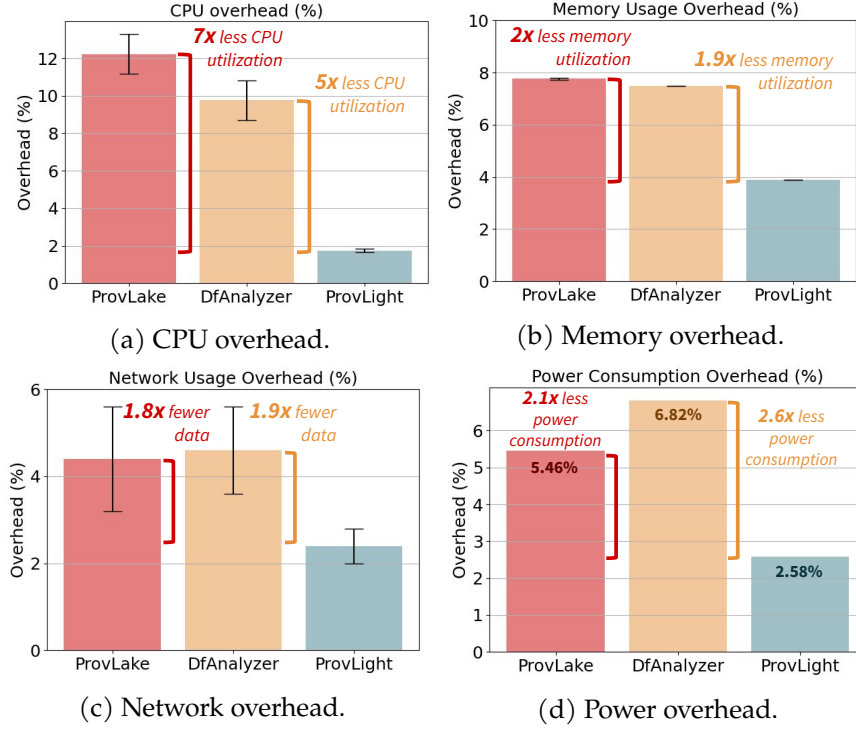 CPU overhead (%)
Overhead (%)
12
10
8
6
4
2
0
7x less CPU
utilization
5x less CPU
utilization
ProvLake
DfAnalyzer
ProvLight
(a) CPU overhead.
Memory Usage Overhead (%)
Overhead (%)
10
8
6
4
2
0
2x less memory
utilization
1.9x less memory
utilization
ProvLake
DfAnalyzer
ProvLight
(b) Memory overhead.
Network Usage Overhead (%)
Overhead (%)
6
4
2
0
1.8x fewer
data
1.9x fewer
data
ProvLake
DfAnalyzer
ProvLight
(c) Network overhead.
Power Consumption Overhead (%)
Overhead (%)
6
5
4
3
2
1
0
2.1x less
power
consumption
5.46%
6.82%
2.6x less
power
consumption
2.58%
ProvLake
DfAnalyzer
ProvLight
(d) Power overhead.